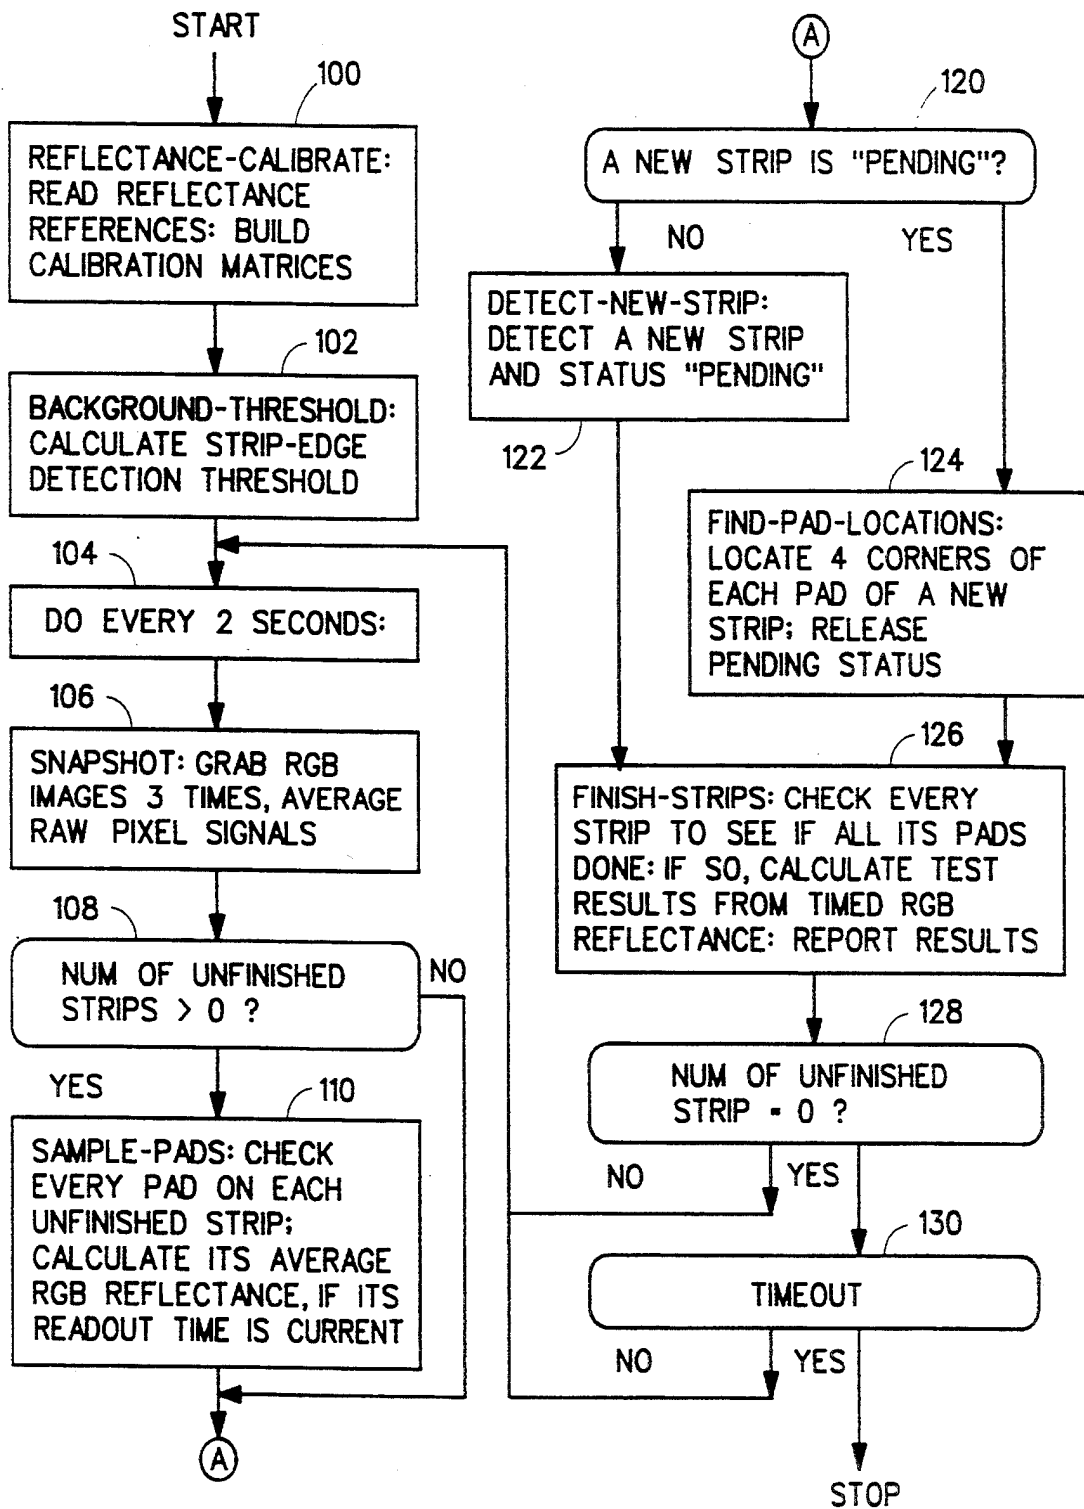 START
100
REFLECTANCE-CALIBRATE:
READ REFLECTANCE
REFERENCES: BUILD
CALIBRATION MATRICES
102
BACKGROUND-THRESHOLD:
CALCULATE STRIP-EDGE
DETECTION THRESHOLD
104
DO EVERY 2 SECONDS:
106
SNAPSHOT: GRAB RGB
IMAGES 3 TIMES, AVERAGE
RAW PIXEL SIGNALS
108
NUM OF UNFINISHED
STRIPS > 0 ?
NO
YES
110
SAMPLE-PADS: CHECK
EVERY PAD ON EACH
UNFINISHED STRIP;
CALCULATE ITS AVERAGE
RGB REFLECTANCE, IF ITS
READOUT TIME IS CURRENT
A
A
120
A NEW STRIP IS "PENDING"?
NO
YES
DETECT-NEW-STRIP:
DETECT A NEW STRIP
AND STATUS "PENDING"
122
124
FIND-PAD-LOCATIONS:
LOCATE 4 CORNERS OF
EACH PAD OF A NEW
STRIP; RELEASE
PENDING STATUS
126
FINISH-STRIPS: CHECK EVERY
STRIP TO SEE IF ALL ITS PADS
DONE: IF SO, CALCULATE TEST
RESULTS FROM TIMED RGB
REFLECTANCE: REPORT RESULTS
128
NUM OF UNFINISHED
STRIP = 0 ?
NO
YES
130
TIMEOUT
NO
YES
STOP